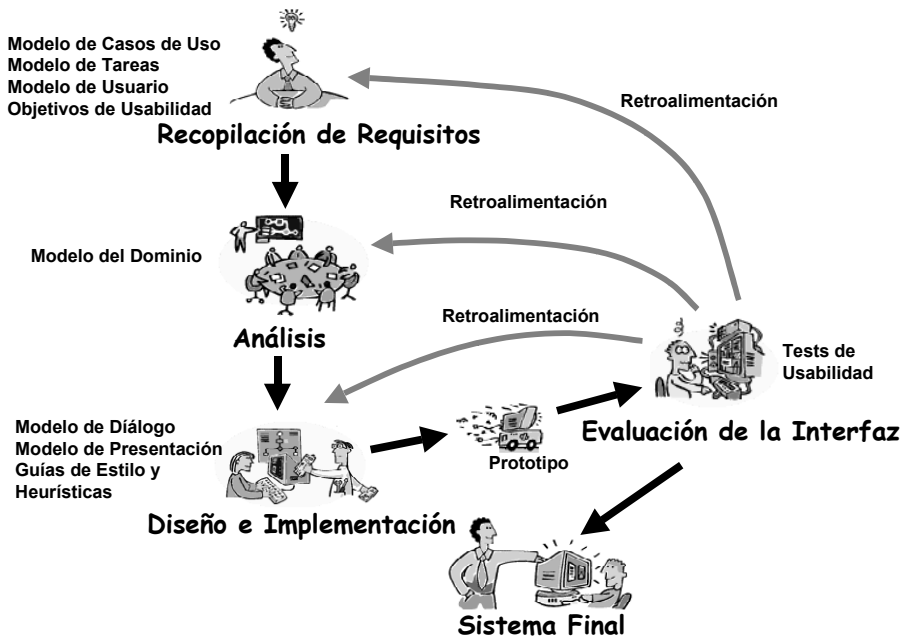 Modelo de Casos de Uso
Modelo de Tareas
Modelo de Usuario
Objetivos de Usabilidad
Recopilación de Requisitos
Retroalimentación
Retroalimentación
Modelo del Dominio
Análisis
Retroalimentación
Tests de
Usabilidad
Modelo de Díálogo
Modelo de Presentación
Guías de Estilo y
Heurísticas
Prototipo
Evaluación de la Interfaz
Diseño e Implementación
Sistema Final